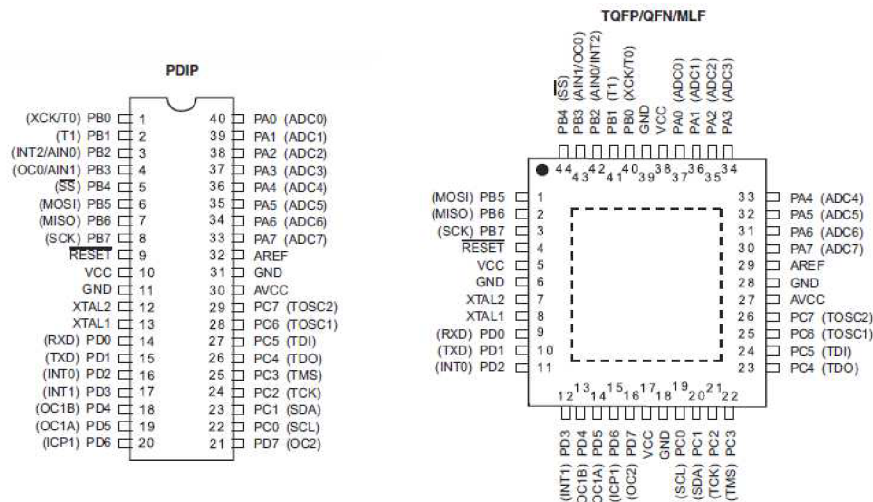 PDIP
(XCK/T0) PB0 1 40 PA0 (ADC0)
(T1) PB1 2 39 PA1 (ADC1)
(INT2/AIN0) PB2 3 38 PA2 (ADC2)
(OC0/AIN1) PB3 4 37 PA3 (ADC3)
(SS) PB4 5 36 PA4 (ADC4)
(MOSI) PB5 6 35 PA5 (ADC5)
(MISO) PB6 7 34 PA6 (ADC6)
(SCK) PB7 8 33 PA7 (ADC7)
RESET 9 32 AREF
VCC 10 31 GND
GND 11 30 AVCC
XTAL2 12 29 PC7 (TOSC2)
XTAL1 13 28 PC6 (TOSC1)
(RXD) PD0 14 27 PC5 (TDI)
(TXD) PD1 15 26 PC4 (TDO)
(INT0) PD2 16 25 PC3 (TMS)
(INT1) PD3 17 24 PC2 (TCK)
(OC1B) PD4 18 23 PC1 (SDA)
(OC1A) PD5 19 22 PC0 (SCL)
(ICP1) PD6 20 21 PD7 (OC2)
TQFP/QFN/MLF
PB4 (SS)
PB3 (AIN1/OC0)
PB2 (AIN0/INT2)
PB1 (T1)
PB0 (XCK/T0)
GND
VCC
PA0 (ADC0)
PA1 (ADC1)
PA2 (ADC2)
PA3 (ADC3)
44 43 42 41 40 39 38 37 36 35 34
(MOSI) PB5 1 33 PA4 (ADC4)
(MISO) PB6 2 32 PA5 (ADC5)
(SCK) PB7 3 31 PA6 (ADC6)
RESET 4 30 PA7 (ADC7)
VCC 5 29 AREF
GND 6 28 GND
XTAL2 7 27 AVCC
XTAL1 8 26 PC7 (TOSC2)
(RXD) PD0 9 25 PC6 (TOSC1)
(TXD) PD1 10 24 PC5 (TDI)
(INT0) PD2 11 23 PC4 (TDO)
12 13 14 15 16 17 18 19 20 21 22
(INT1) PD3
OC1B) PD4
OC1A) PD5
(ICP1) PD6
(OC2) PD7
VCC
GND
(SCL) PC0
(SDA) PC1
(TCK) PC2
(TMS) PC3